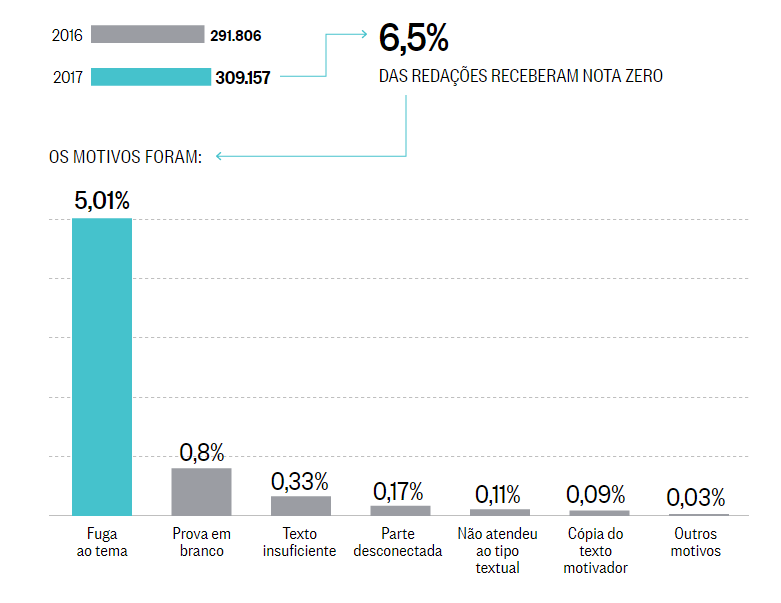 2016 291.806
2017 309.157
6,5%
DAS REDAÇÕES RECEBERAM NOTA ZERO
OS MOTIVOS FORAM:
5,01%
0,8%
0,33%
0,17%
0,11%
0,09%
0,03%
Fuga
ao tema
Prova em
branco
Texto
insuficiente
Parte
desconectada
Não atendeu
ao tipo
textual
Cópia do
texto
motivador
Outros
motivos